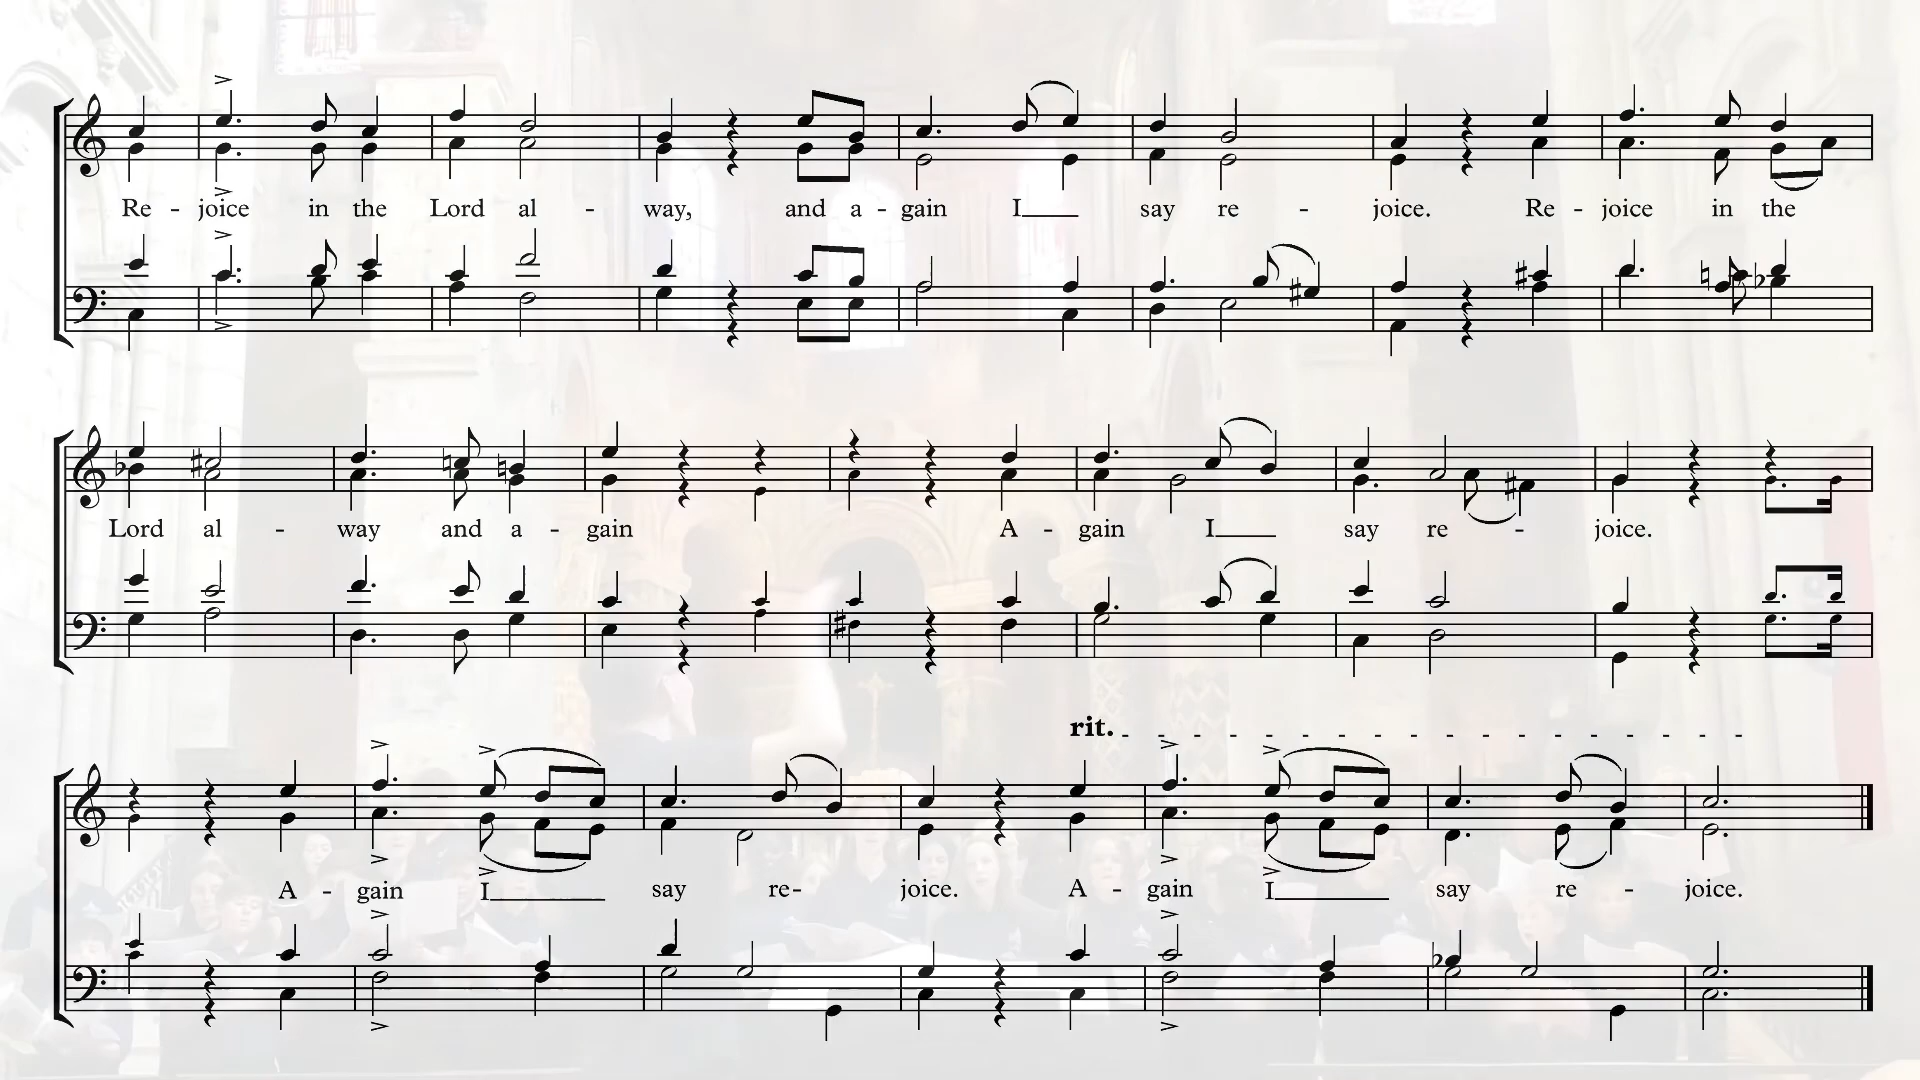 Re - joice in the Lord al - way, and a - gain I say re - joice. Re - joice in the
Lord al - way and a - gain A - gain I say re - joice.
rit.
A - gain I say re- joice. A - gain I say re - joice.